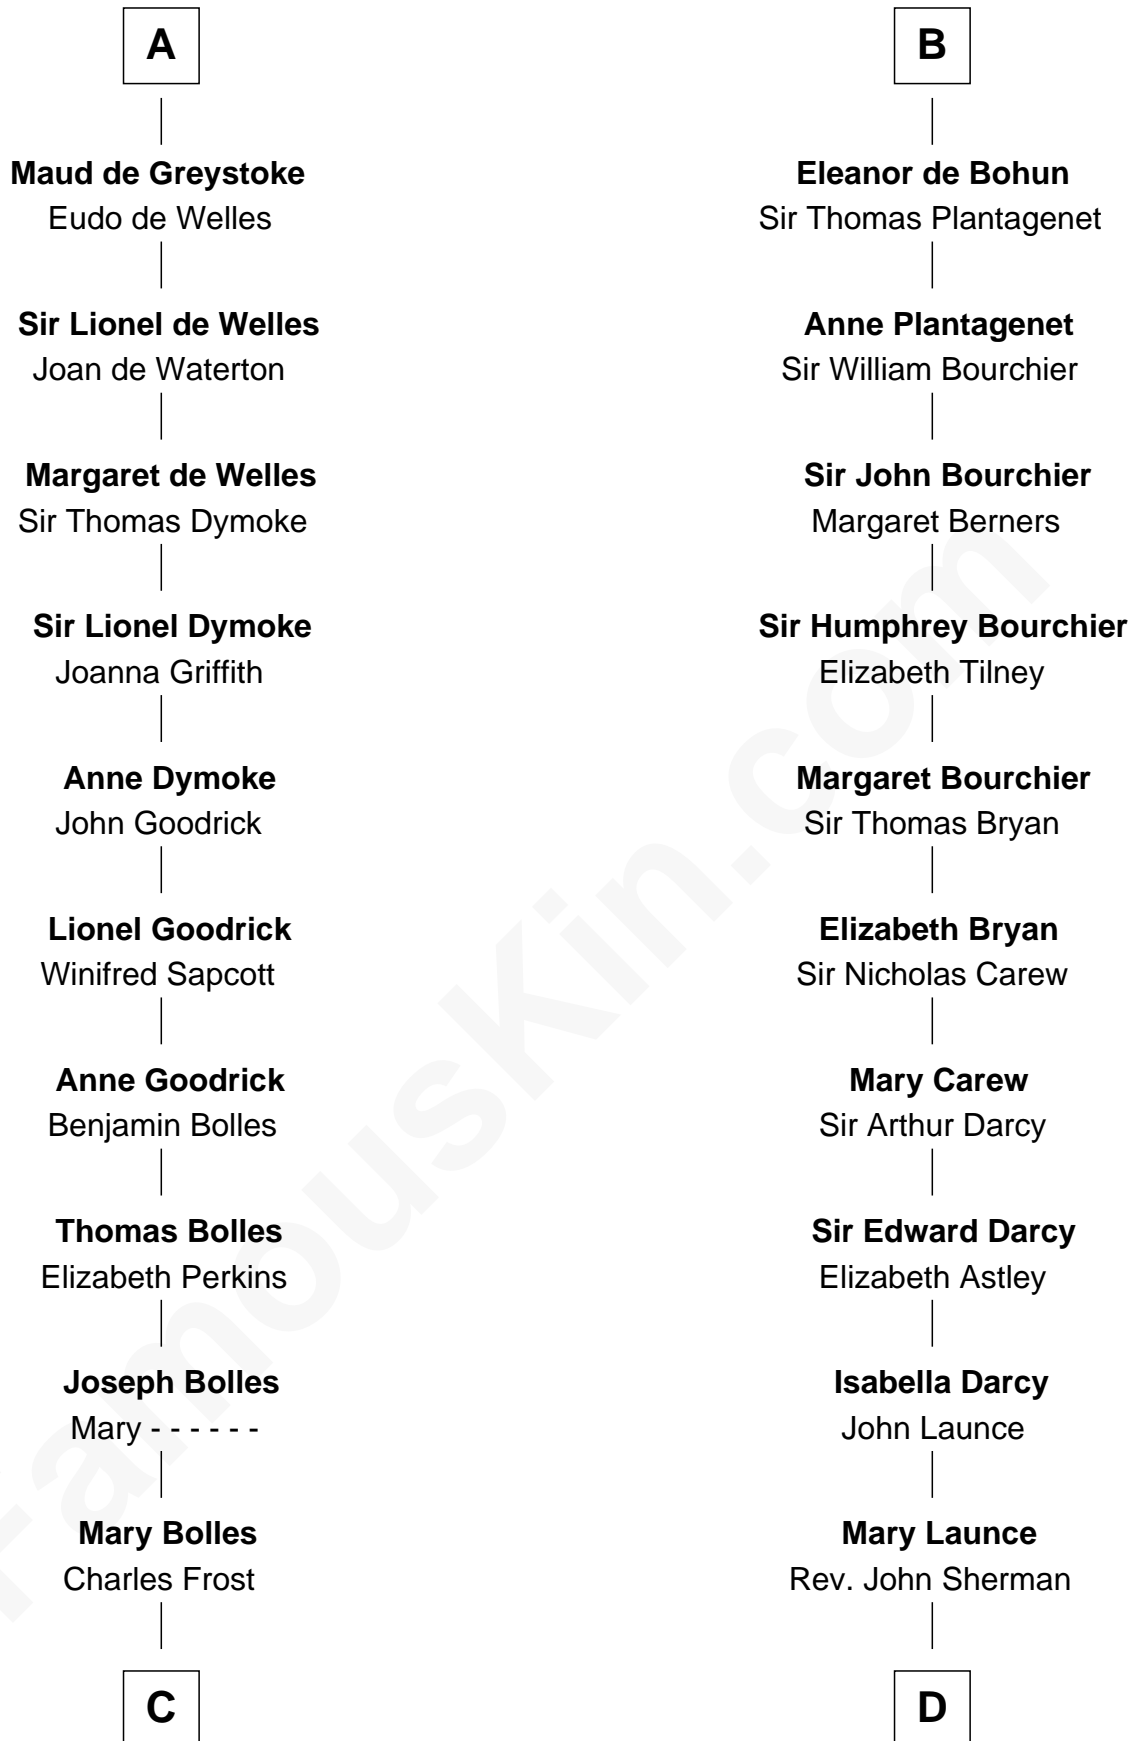 A
Maud de Greystoke
Eudo de Welles
Sir Lionel de Welles
Joan de Waterton
Margaret de Welles
Sir Thomas Dymoke
Sir Lionel Dymoke
Joanna Griffith
Anne Dymoke
John Goodrick
Lionel Goodrick
Winifred Sapcott
Anne Goodrick
Benjamin Bolles
Thomas Bolles
Elizabeth Perkins
Joseph Bolles
Mary - - - - - -
Mary Bolles
Charles Frost
C
B
Eleanor de Bohun
Sir Thomas Plantagenet
Anne Plantagenet
Sir William Bourchier
Sir John Bourchier
Margaret Berners
Sir Humphrey Bourchier
Elizabeth Tilney
Margaret Bourchier
Sir Thomas Bryan
Elizabeth Bryan
Sir Nicholas Carew
Mary Carew
Sir Arthur Darcy
Sir Edward Darcy
Elizabeth Astley
Isabella Darcy
John Launce
Mary Launce
Rev. John Sherman
D
FamousKin.com